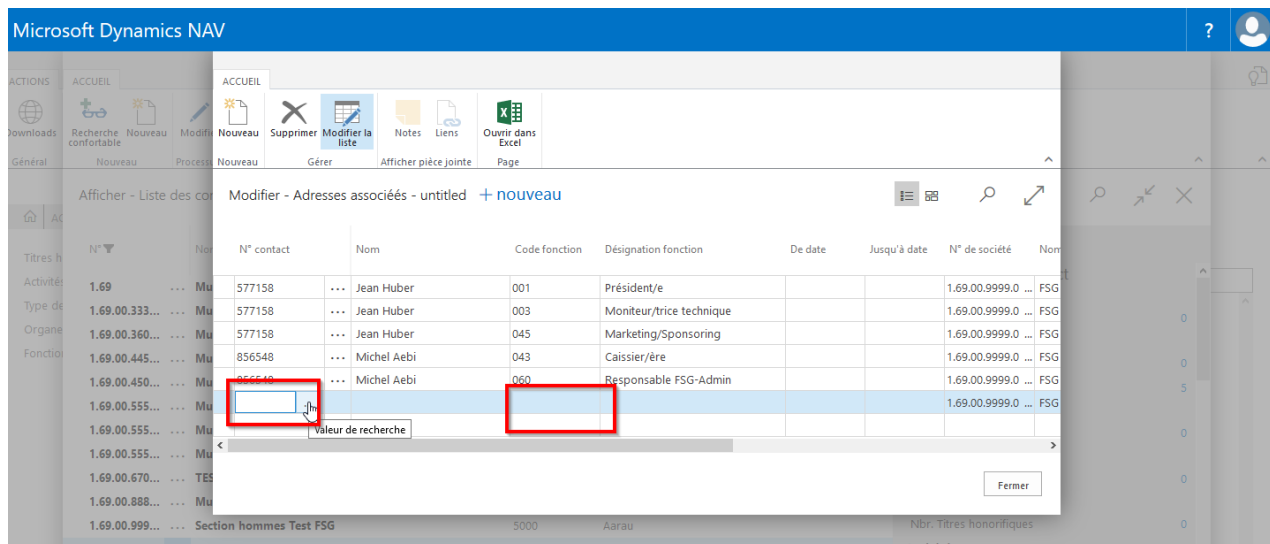 Microsoft Dynamics NAV ?
ACTIONS ACCUEIL ACCUEIL
Downloads Recherche confortable Nouveau Nouveau Supprimer Modifier la liste Notes Liens Ouvrir dans Excel
Général Nouveau Nouveau Gérer Afficher pièce jointe Page
Modifier - Adresses associéés - untitled + nouveau
Afficher - Liste des
N° Titres
N° contact Nom Code fonction Désignation fonction De date Jusqu'à date N° de société Nom
1.69 ... 577158 ... Jean Huber 001 Président/e 1.69.00.9999.0 ... FSG
Type 1.69.00.333... ... 577158 ... Jean Huber 003 Moniteur/trice technique 1.69.00.9999.0 ... FSG 0
1.69.00.360... ... 577158 ... Jean Huber 045 Marketing/Sponsoring 1.69.00.9999.0 ... FSG
1.69.00.445... ... 856548 ... Michel Aebi 043 Caissier/ère 1.69.00.9999.0 ... FSG 0
1.69.00.450... ... 856548 ... Michel Aebi 060 Responsable FSG-Admin 1.69.00.9999.0 ... FSG 5
1.69.00.555... ... 1.69.00.9999.0 ... FSG
1.69.00.555... ... Valeur de recherche 0
1.69.00.555... ...
1.69.00.670... ... 0
Fermer
1.69.00.888... ...
1.69.00.999... ... Section hommes Test FSG 5000 Aarau Nbr. Titres honorifiques 0